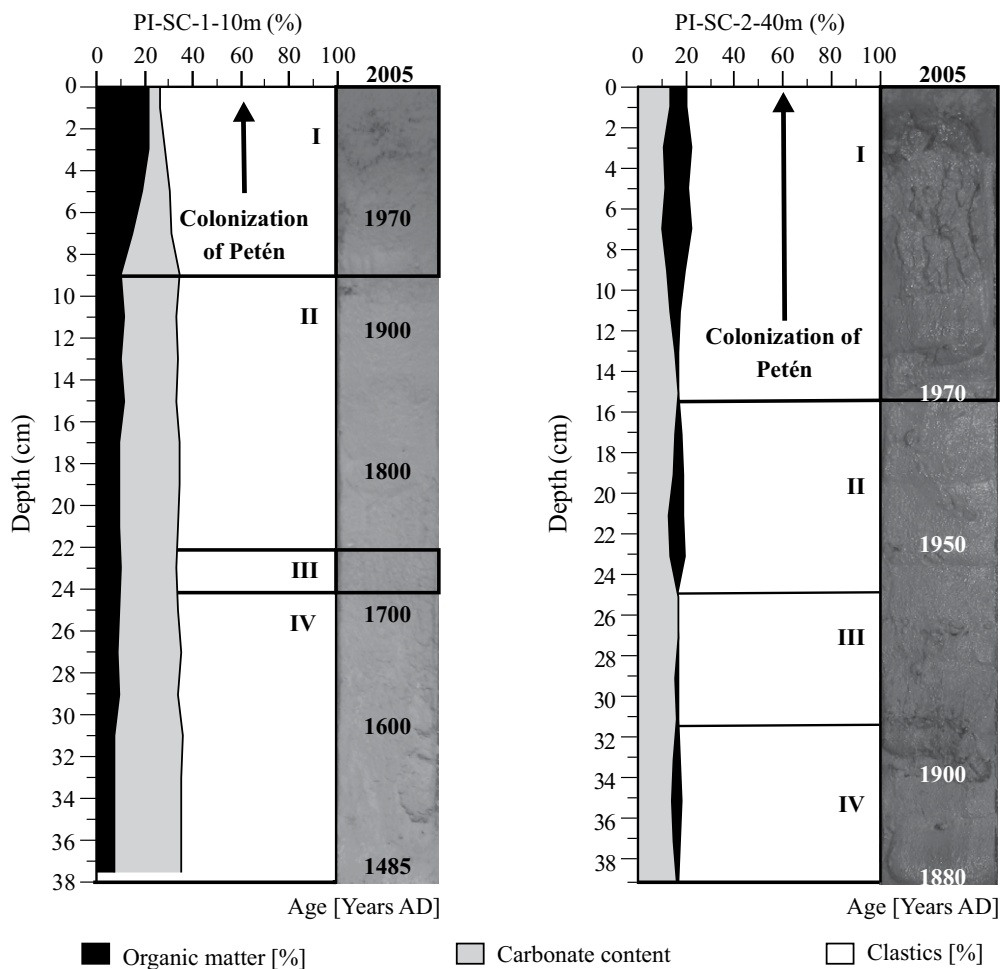 PI-SC-1-10m (%)
0 20 40 60 80 100
2005
0
2
4
6
8
10
12
14
16
18
20
22
24
26
28
30
32
34
36
38
Depth (cm)
I
Colonization
of Petén
1970
II
1900
1800
III
1700
IV
1600
1485
Age [Years AD]
PI-SC-2-40m (%)
0 20 40 60 80 100
2005
0
2
4
6
8
10
12
14
16
18
20
22
24
26
28
30
32
34
36
38
Depth (cm)
I
Colonization of
Petén
1970
II
1950
III
1900
IV
1880
Age [Years AD]
Organic matter [%] Carbonate content Clastics [%]